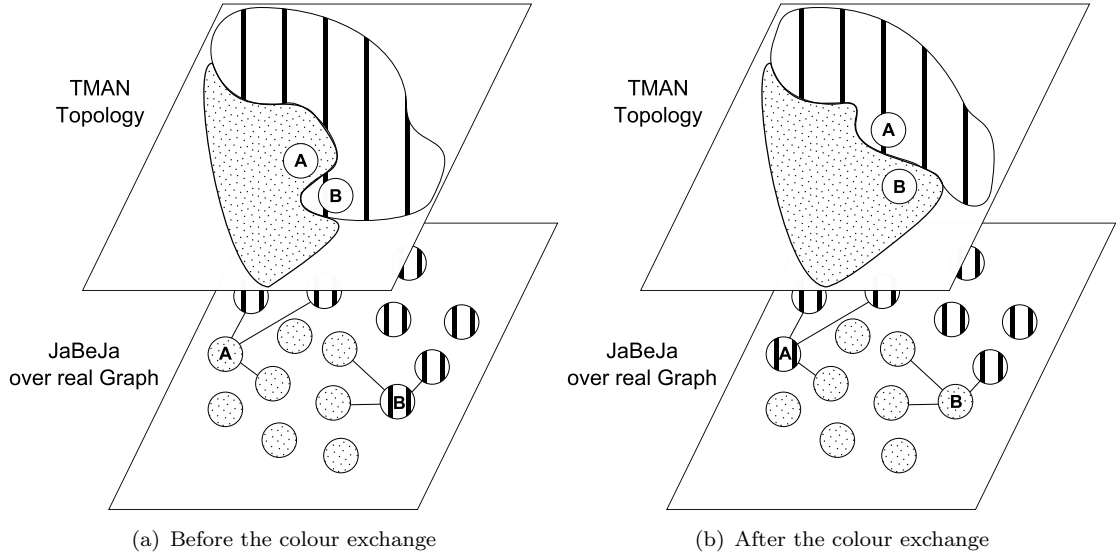 TMAN
Topology
A
B
JaBeJa
over real Graph
A
B
(a) Before the colour exchange
TMAN
Topology
A
B
JaBeJa
over real Graph
A
B
(b) After the colour exchange